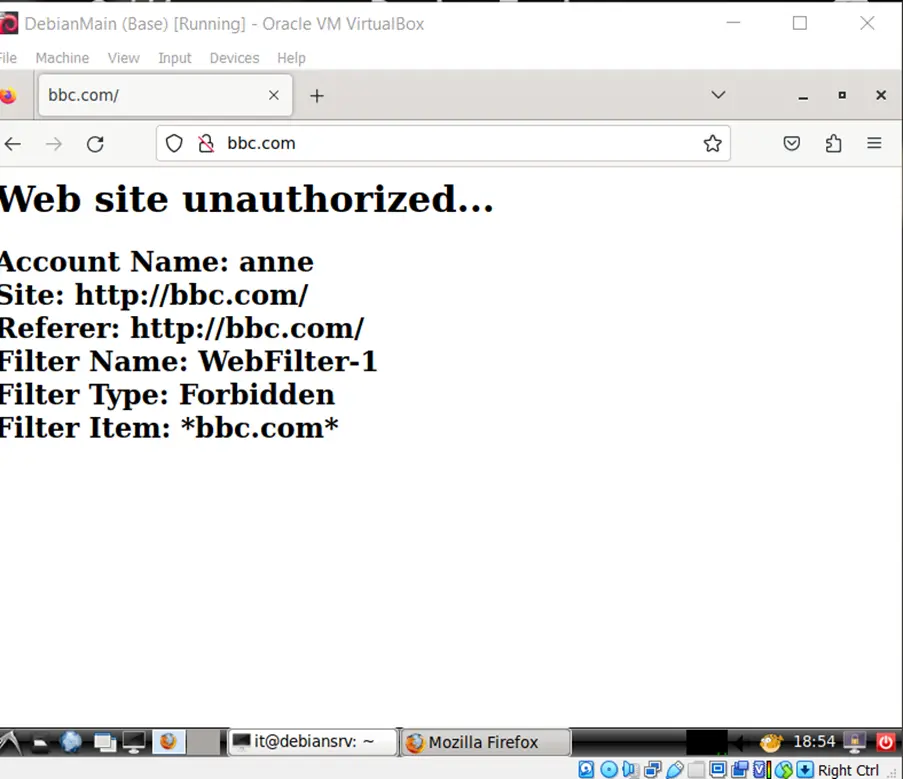 DebianMain (Base) [Running] - Oracle VM VirtualBox
File Machine View Input Devices Help
bbc.com/
bbc.com
Web site unauthorized...
Account Name: anne
Site: http://bbc.com/
Referer: http://bbc.com/
Filter Name: WebFilter-1
Filter Type: Forbidden
Filter Item: *bbc.com*
it@debiansrv: ~ Mozilla Firefox 18:54
Right Ctrl